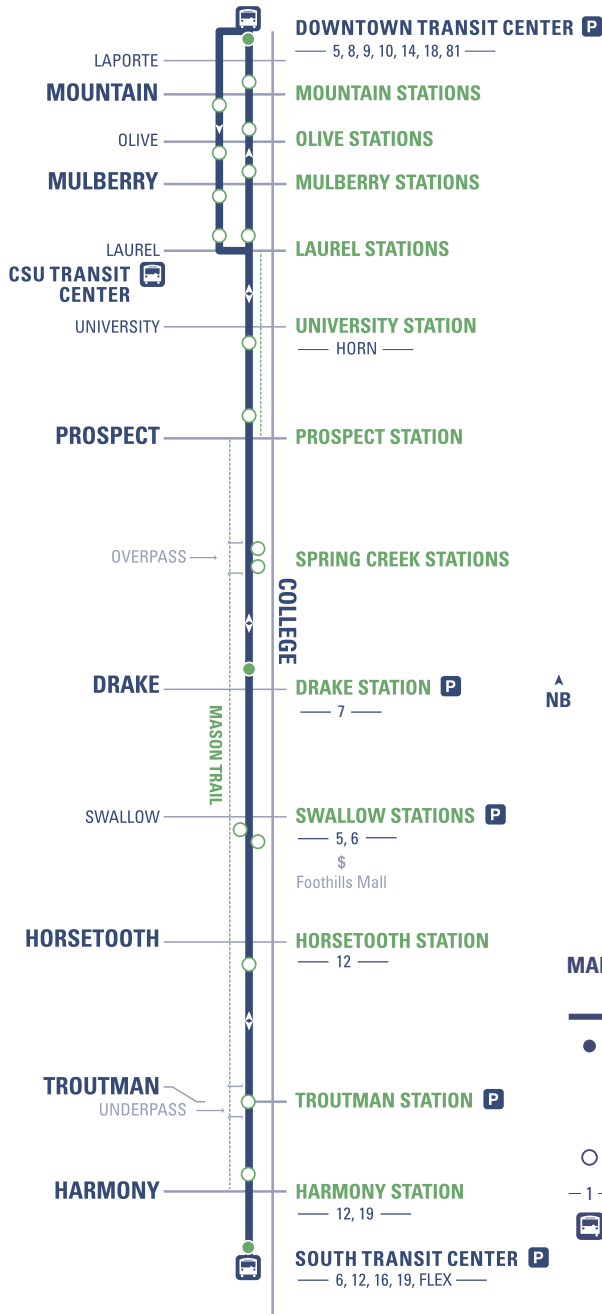 DOWNTOWN TRANSIT CENTER P
5, 8, 9, 10, 14, 18, 81
LAPORTE
MOUNTAIN
MOUNTAIN STATIONS
OLIVE
OLIVE STATIONS
MULBERRY
MULBERRY STATIONS
LAUREL
LAUREL STATIONS
CSU TRANSIT
CENTER
UNIVERSITY
UNIVERSITY STATION
HORN
PROSPECT
PROSPECT STATION
OVERPASS
SPRING CREEK STATIONS
COLLEGE
DRAKE
DRAKE STATION P
7
NB
MASON TRAIL
SWALLOW
SWALLOW STATIONS P
5, 6
$
Foothills Mall
HORSETOOTH
HORSETOOTH STATION
12
TROUTMAN
UNDERPASS
TROUTMAN STATION P
1
HARMONY
HARMONY STATION
12, 19
SOUTH TRANSIT CENTER P
6, 12, 16, 19, FLEX